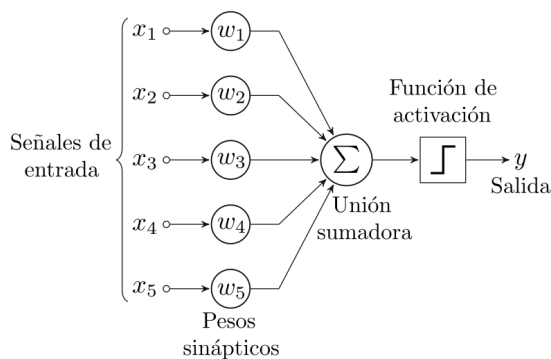 x₁ w₁
x₂ w₂
Función de
activación
Señales de
entrada
x₃ w₃ Σ y
Salida
Unión
sumadora
x₄ w₄
x₅ w₅
Pesos
sinápticos